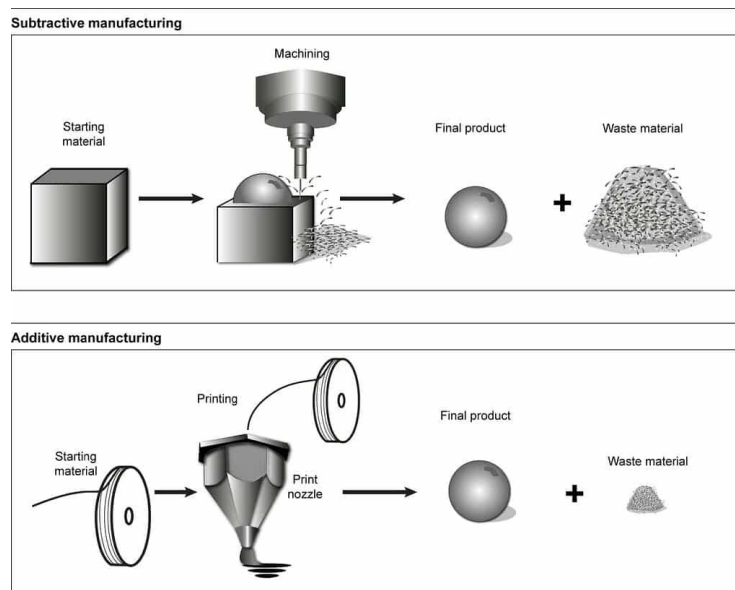 Subtractive manufacturing
Machining
Starting
material
Final product
Waste material
+
Additive manufacturing
Printing
Starting
material
Print
nozzle
Final product
Waste material
+